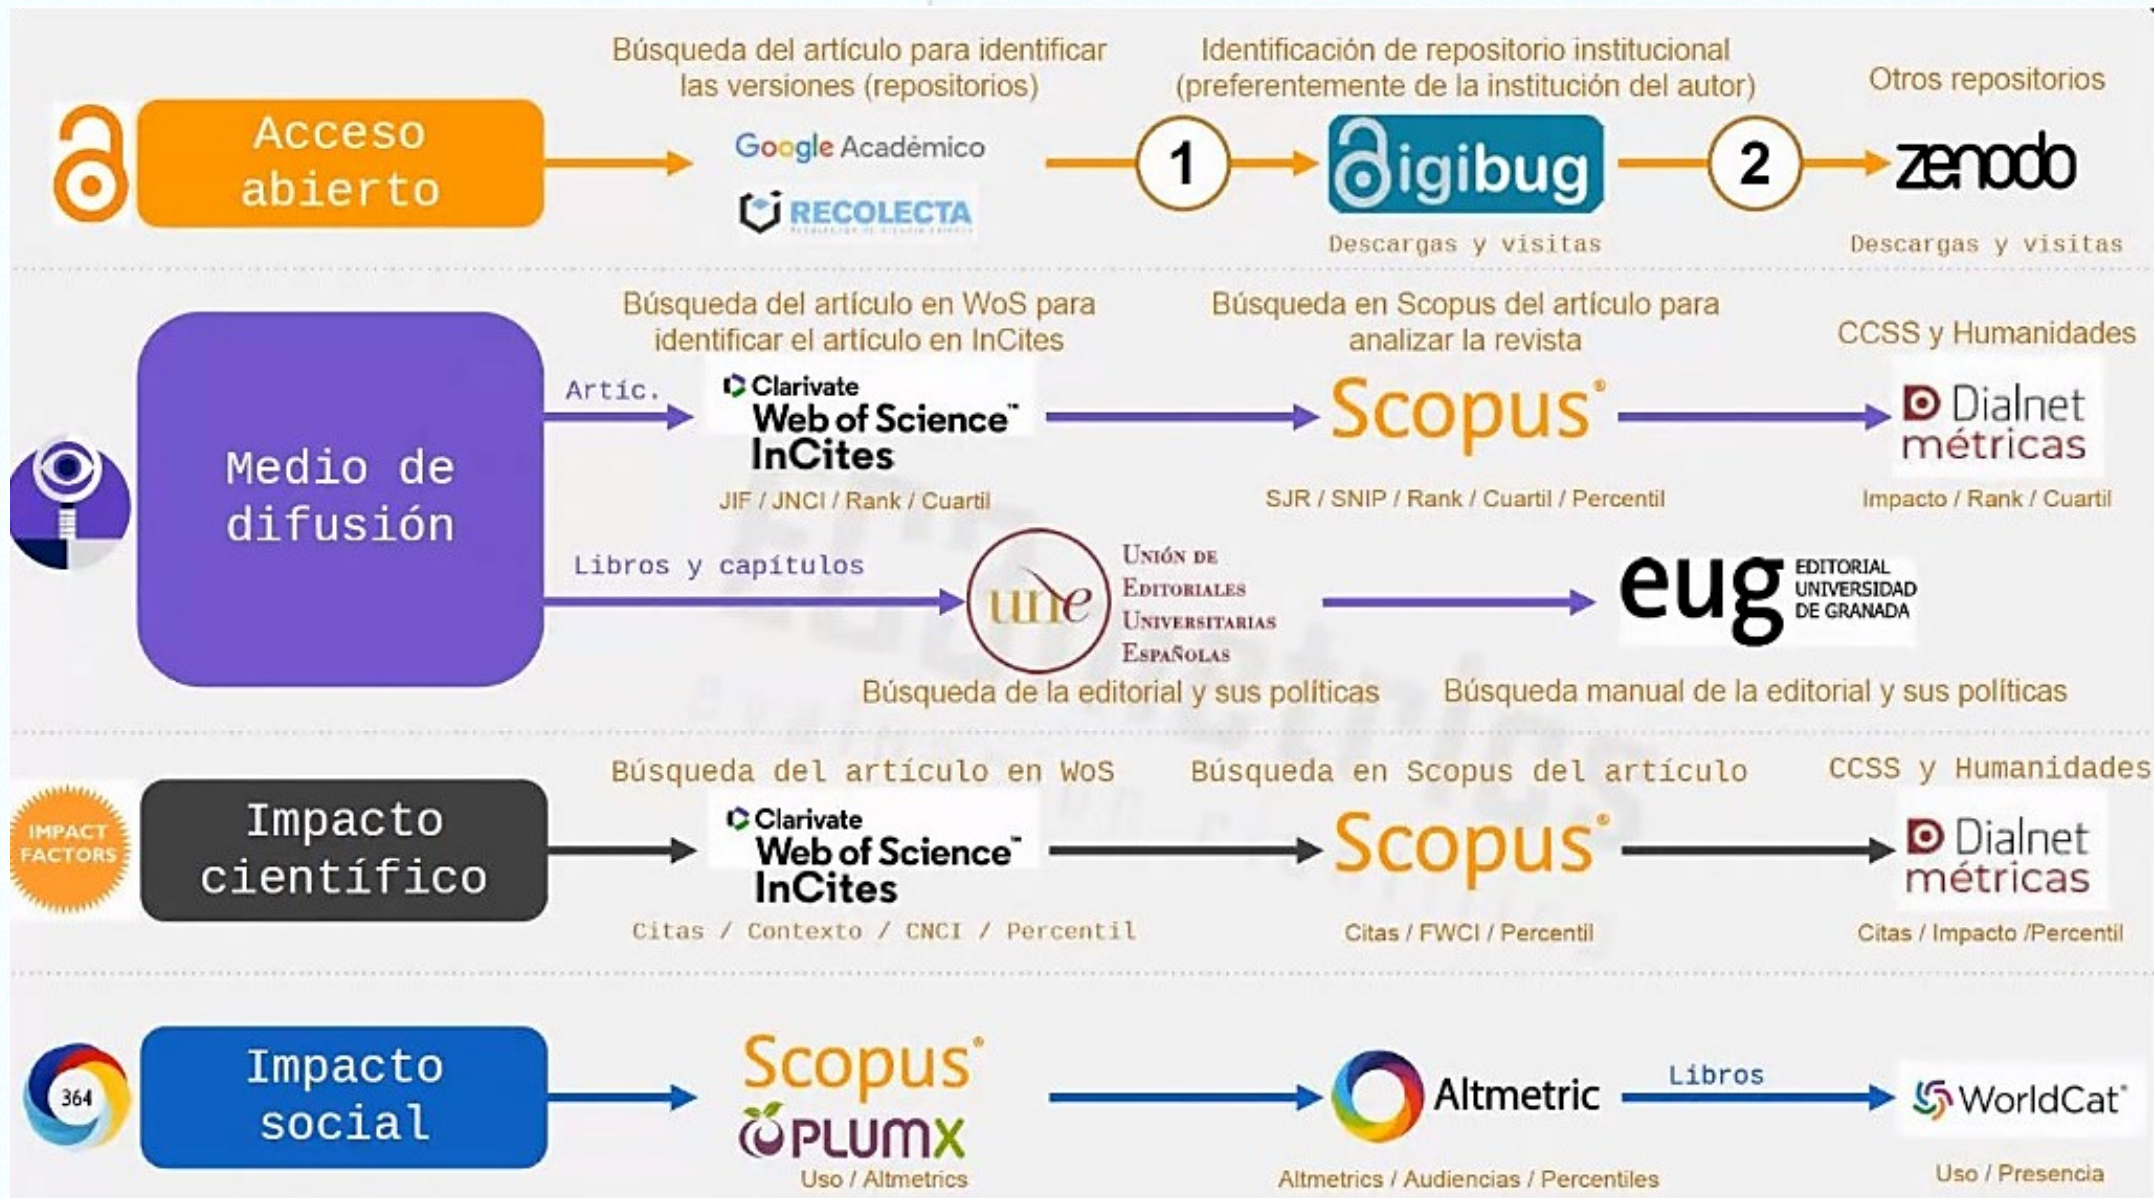 Búsqueda del artículo para identificar
las versiones (repositorios)
Identificación de repositorio institucional
(preferentemente de la institución del autor)
Otros repositorios
Acceso
abierto
Google Académico
RECOLECTA
1
Digibug
2
zenodo
Descargas y visitas
Descargas y visitas
Búsqueda del artículo en WoS para
identificar el artículo en InCites
Búsqueda en Scopus del artículo para
analizar la revista
CCSS y Humanidades
Medio de
difusión
Artíc.
Clarivate
Web of Science™
InCites
Scopus®
Dialnet
métricas
JIF / JNCI / Rank / Cuartil
SJR / SNIP / Rank / Cuartil / Percentil
Impacto / Rank / Cuartil
Libros y capítulos
une
UNIÓN DE
EDITORIALES
UNIVERSITARIAS
ESPAÑOLAS
eug
EDITORIAL
UNIVERSIDAD
DE GRANADA
Búsqueda de la editorial y sus políticas
Búsqueda manual de la editorial y sus políticas
Búsqueda del artículo en WoS
Búsqueda en Scopus del artículo
CCSS y Humanidades
IMPACT
FACTORS
Impacto
científico
Clarivate
Web of Science™
InCites
Scopus®
Dialnet
métricas
Citas / Contexto / CNCI / Percentil
Citas / FWCI / Percentil
Citas / Impacto /Percentil
364
Impacto
social
Scopus®
PLUMX
Uso / Altmetrics
Altmetric
Altmetrics / Audiencias / Percentiles
Libros
WorldCat®
Uso / Presencia